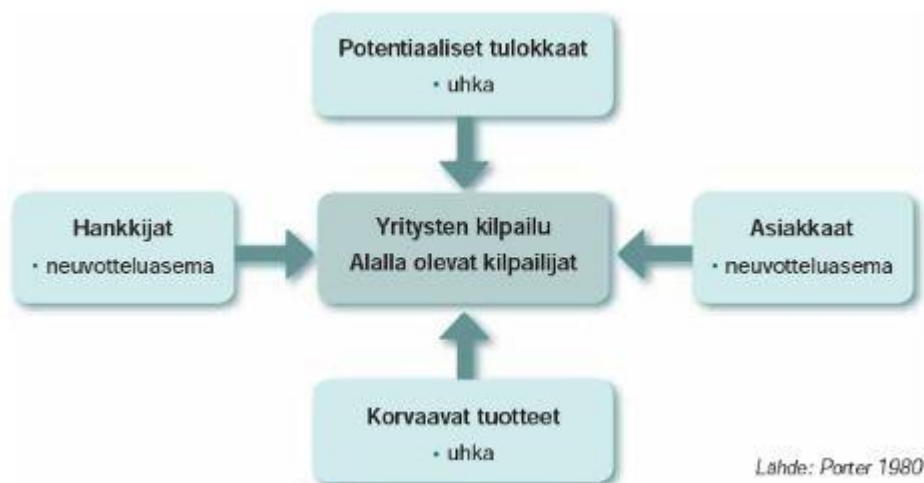 Potentiaaliset tulokkaat
• uhka
Hankkijat
• neuvotteluasema
Yritysten kilpailu
Alalla olevat kilpailijat
Asiakkaat
• neuvotteluasema
Korvaavat tuotteet
• uhka
Lähde: Porter 1980